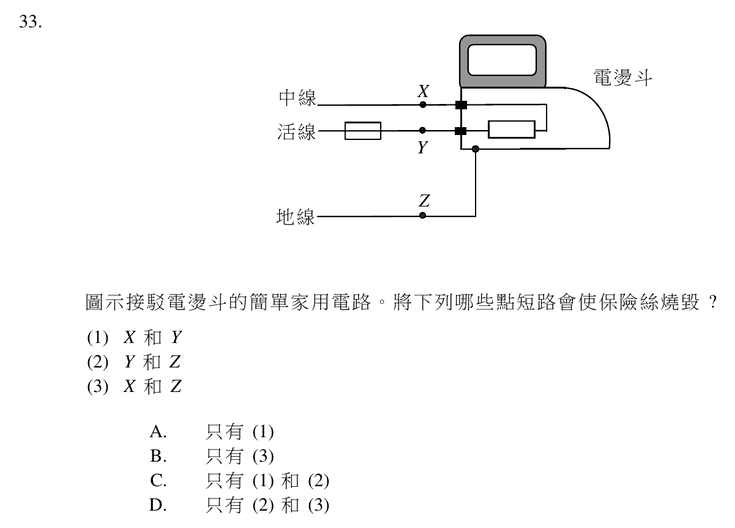 33.
電燙斗
中線
X
活線
Y
Z
地線
圖示接駁電燙斗的簡單家用電路。將下列哪些點短路會使保險絲燒毀 ?
(1) X 和 Y
(2) Y 和 Z
(3) X 和 Z
A. 只有 (1)
B. 只有 (3)
C. 只有 (1) 和 (2)
D. 只有 (2) 和 (3)